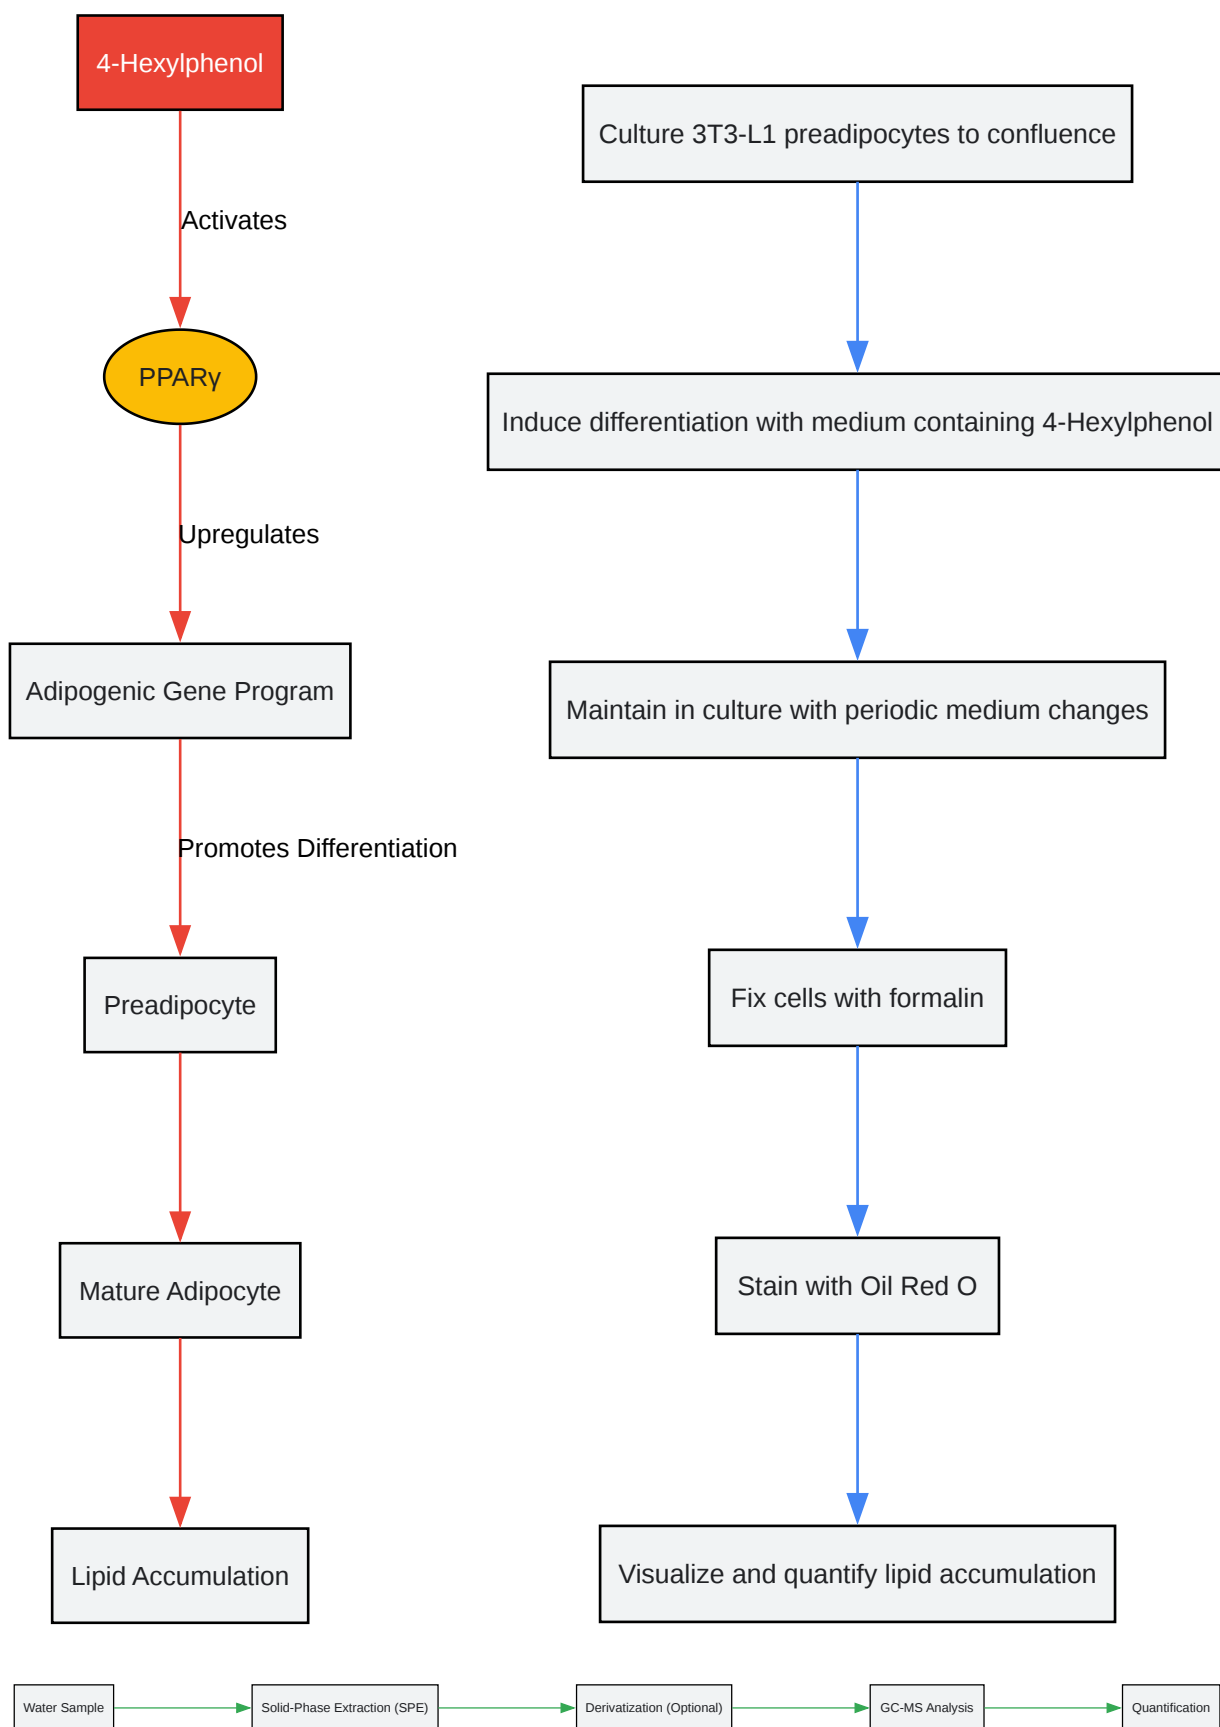 4-Hexylphenol
Activates
PPARγ
Upregulates
Adipogenic Gene Program
Promotes Differentiation
Preadipocyte
Mature Adipocyte
Lipid Accumulation
Culture 3T3-L1 preadipocytes to confluence
Induce differentiation with medium containing 4-Hexylphenol
Maintain in culture with periodic medium changes
Fix cells with formalin
Stain with Oil Red O
Visualize and quantify lipid accumulation
Water Sample
Solid-Phase Extraction (SPE)
Derivatization (Optional)
GC-MS Analysis
Quantification